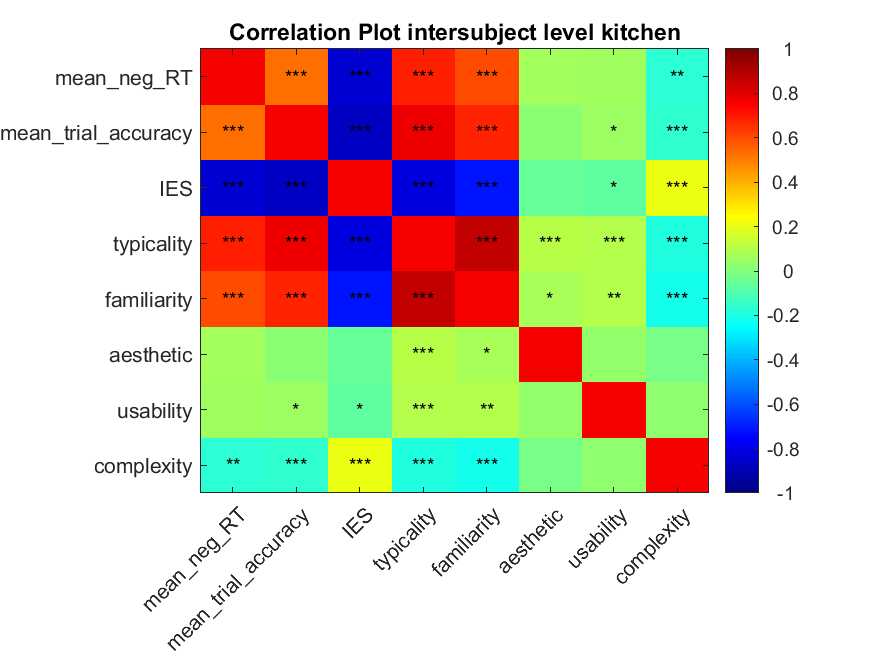 Correlation Plot intersubject level kitchen
mean_neg_RT *** *** *** *** **
mean_trial_accuracy *** *** *** *** * ***
IES *** *** *** *** * ***
typicality *** *** *** *** *** *** ***
familiarity *** *** *** *** * ** ***
aesthetic *** *
usability * * *** **
complexity ** *** *** *** ***
mean_neg_RT
mean_trial_accuracy
IES
typicality
familiarity
aesthetic
usability
complexity
1
0.8
0.6
0.4
0.2
0
-0.2
-0.4
-0.6
-0.8
-1